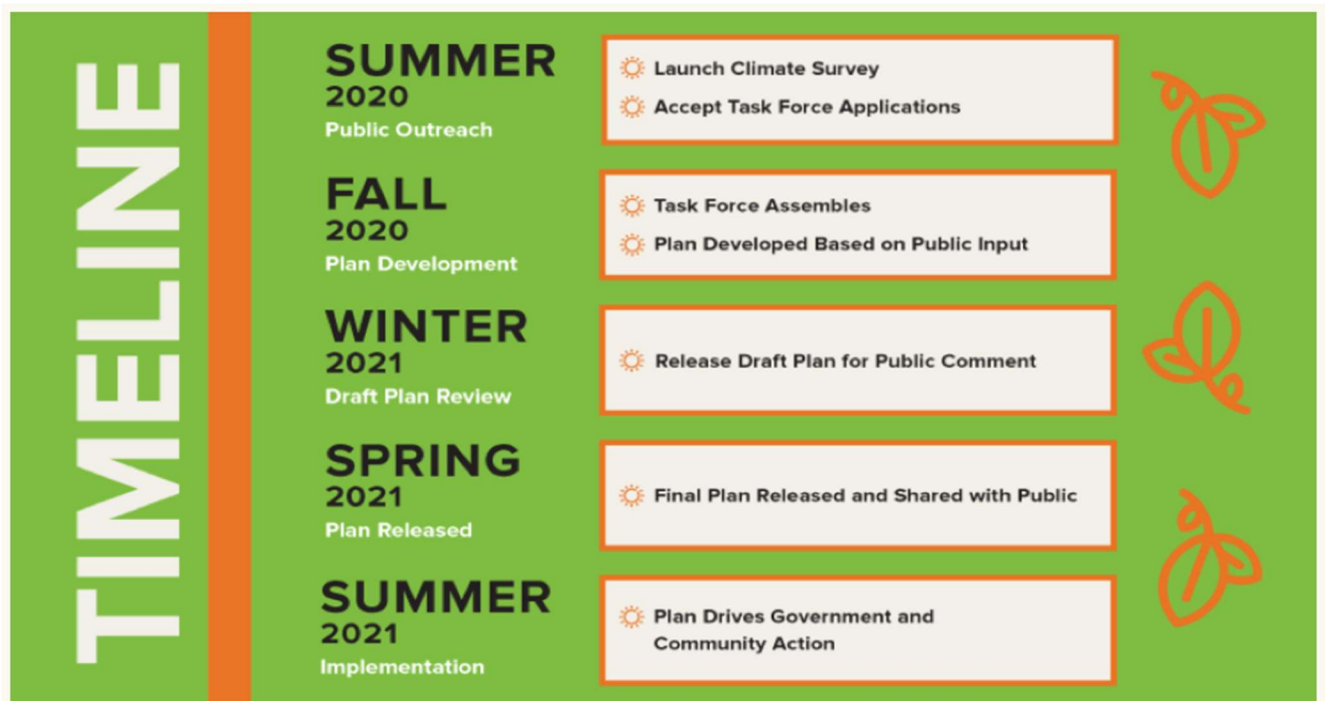 TIMELINE
SUMMER
2020
Public Outreach
Launch Climate Survey
Accept Task Force Applications
FALL
2020
Plan Development
Task Force Assembles
Plan Developed Based on Public Input
WINTER
2021
Draft Plan Review
Release Draft Plan for Public Comment
SPRING
2021
Plan Released
Final Plan Released and Shared with Public
SUMMER
2021
Implementation
Plan Drives Government and
Community Action